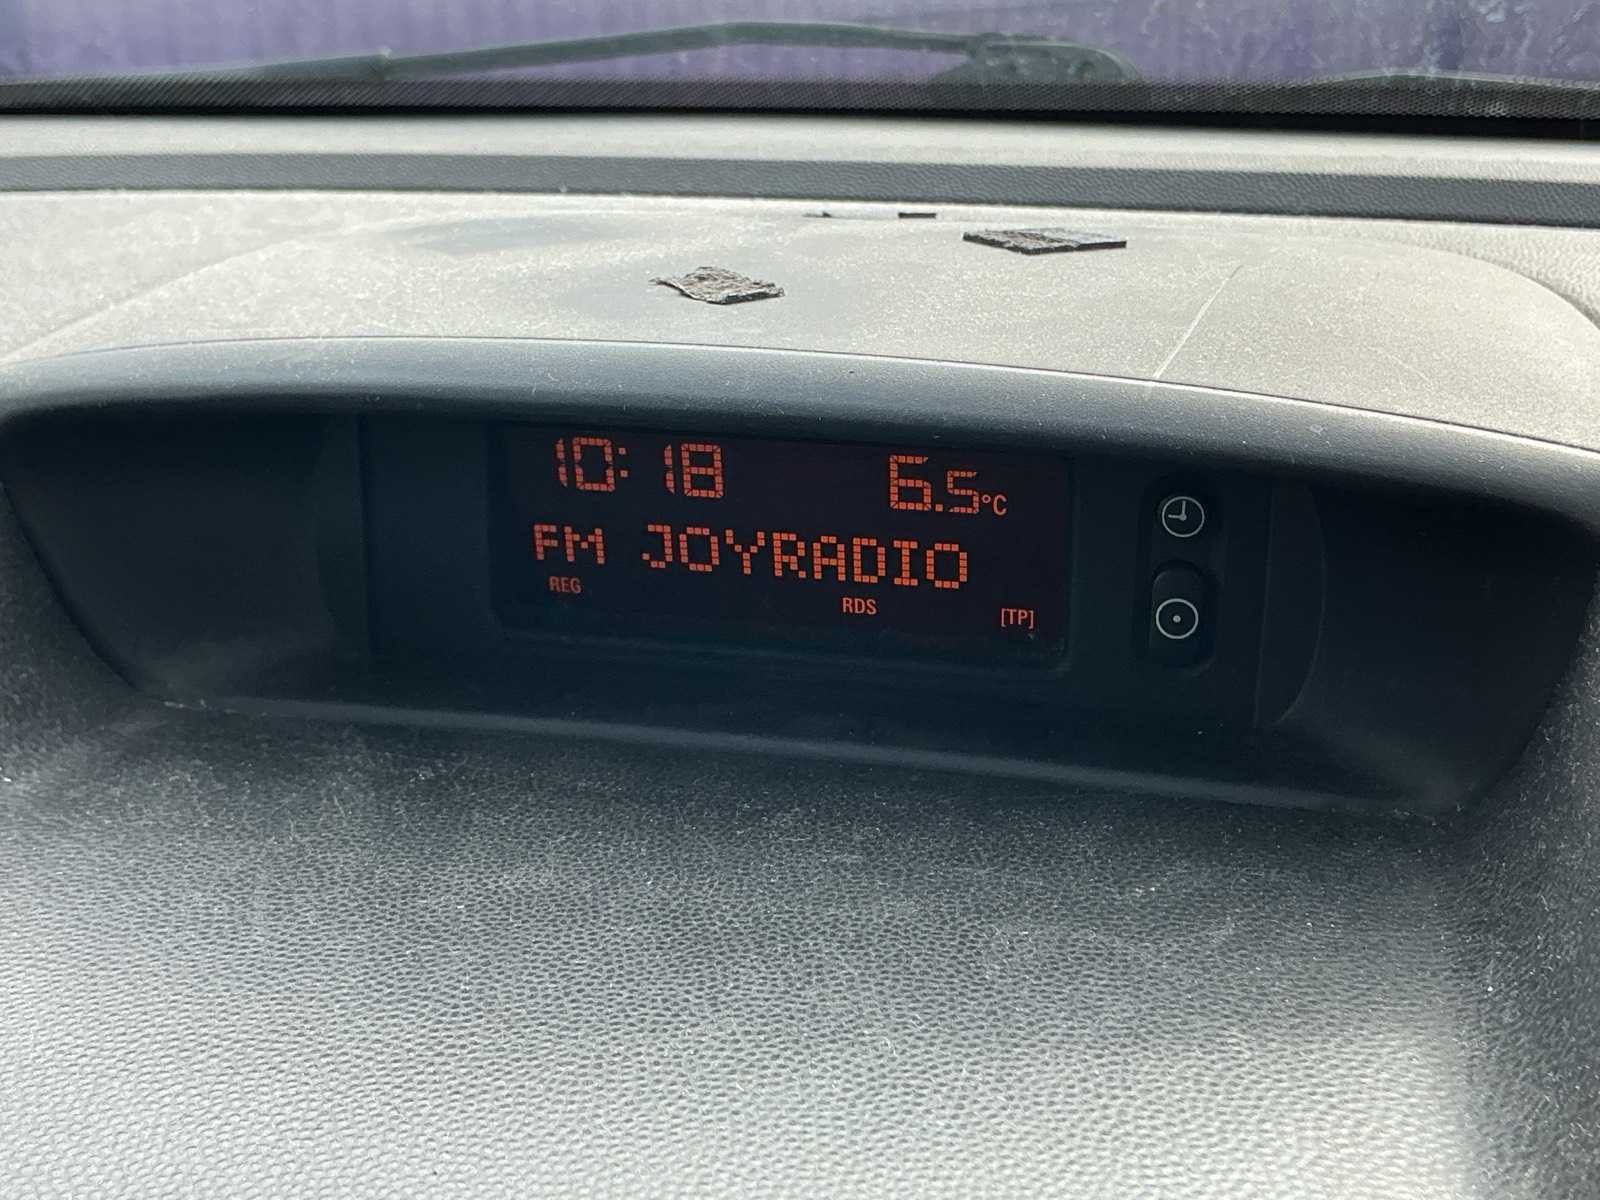 10:18 6.5°C
FM JOYRADIO
REG RDS [TP]